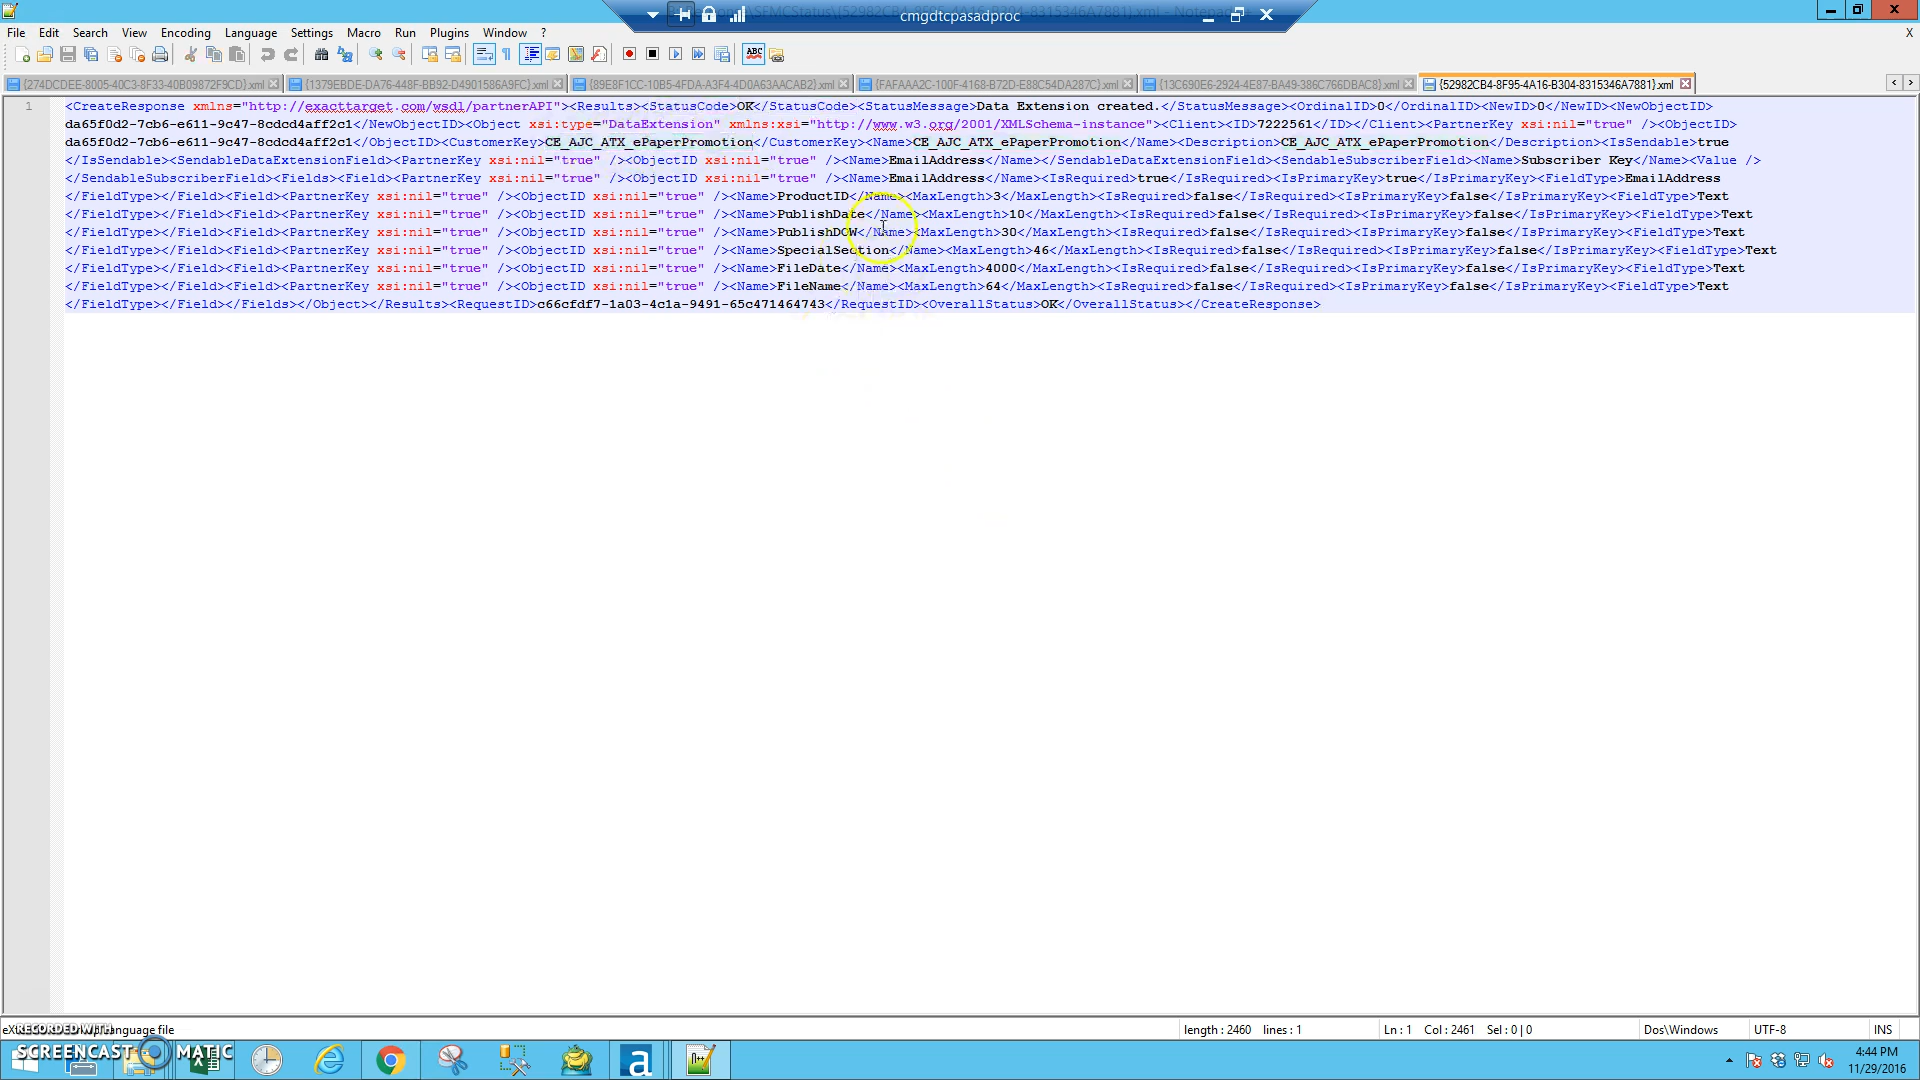 cmgdtcpasadproc
File Edit Search View Encoding Language Settings Macro Run Plugins Window ? X
{274DCDEE-8005-40C3-8F33-40B09872F9CD}.xml {1379EBDE-DA76-448F-BB92-D4901586A9FC}.xml {89E8F1CC-10B5-4FDA-A3F4-4D0A63AACAB2}.xml {FAFAAA2C-100F-4168-B72D-E88C54DA287C}.xml {13C690E6-2924-4E87-BA49-386C766DBAC8}.xml {52982CB4-8F95-4A16-B304-8315346A7881}.xml
1 <CreateResponse xmlns="http://exacttarget.com/wsdl/partnerAPI"><Results><StatusCode>OK</StatusCode><StatusMessage>Data Extension created.</StatusMessage><OrdinalID>0</OrdinalID><NewID>0</NewID><NewObjectID>
da65f0d2-7cb6-e611-9c47-8cdcd4aff2c1</NewObjectID><Object xsi:type="DataExtension" xmlns:xsi="http://www.w3.org/2001/XMLSchema-instance"><Client><ID>7222561</ID></Client><PartnerKey xsi:nil="true" /><ObjectID>
da65f0d2-7cb6-e611-9c47-8cdcd4aff2c1</ObjectID><CustomerKey>CE_AJC_ATX_ePaperPromotion</CustomerKey><Name>CE_AJC_ATX_ePaperPromotion</Name><Description>CE_AJC_ATX_ePaperPromotion</Description><IsSendable>true
</IsSendable><SendableDataExtensionField><PartnerKey xsi:nil="true" /><ObjectID xsi:nil="true" /><Name>EmailAddress</Name></SendableDataExtensionField><SendableSubscriberField><Name>Subscriber Key</Name><Value />
</SendableSubscriberField><Fields><Field><PartnerKey xsi:nil="true" /><ObjectID xsi:nil="true" /><Name>EmailAddress</Name><IsRequired>true</IsRequired><IsPrimaryKey>true</IsPrimaryKey><FieldType>EmailAddress
</FieldType></Field><Field><PartnerKey xsi:nil="true" /><ObjectID xsi:nil="true" /><Name>ProductID</Name><MaxLength>3</MaxLength><IsRequired>false</IsRequired><IsPrimaryKey>false</IsPrimaryKey><FieldType>Text
</FieldType></Field><Field><PartnerKey xsi:nil="true" /><ObjectID xsi:nil="true" /><Name>PublishDate</Name><MaxLength>10</MaxLength><IsRequired>false</IsRequired><IsPrimaryKey>false</IsPrimaryKey><FieldType>Text
</FieldType></Field><Field><PartnerKey xsi:nil="true" /><ObjectID xsi:nil="true" /><Name>PublishDOW</Name><MaxLength>30</MaxLength><IsRequired>false</IsRequired><IsPrimaryKey>false</IsPrimaryKey><FieldType>Text
</FieldType></Field><Field><PartnerKey xsi:nil="true" /><ObjectID xsi:nil="true" /><Name>SpecialSection</Name><MaxLength>46</MaxLength><IsRequired>false</IsRequired><IsPrimaryKey>false</IsPrimaryKey><FieldType>Text
</FieldType></Field><Field><PartnerKey xsi:nil="true" /><ObjectID xsi:nil="true" /><Name>FileDate</Name><MaxLength>4000</MaxLength><IsRequired>false</IsRequired><IsPrimaryKey>false</IsPrimaryKey><FieldType>Text
</FieldType></Field><Field><PartnerKey xsi:nil="true" /><ObjectID xsi:nil="true" /><Name>FileName</Name><MaxLength>64</MaxLength><IsRequired>false</IsRequired><IsPrimaryKey>false</IsPrimaryKey><FieldType>Text
</FieldType></Field></Fields></Object></Results><RequestID>c66cfdf7-1a03-4c1a-9491-65c471464743</RequestID><OverallStatus>OK</OverallStatus></CreateResponse>
RECORDED WITH language file length : 2460 lines : 1 Ln : 1 Col : 2461 Sel : 0 | 0 Dos\Windows UTF-8 INS
SCREENCAST MATIC
4:44 PM
11/29/2016